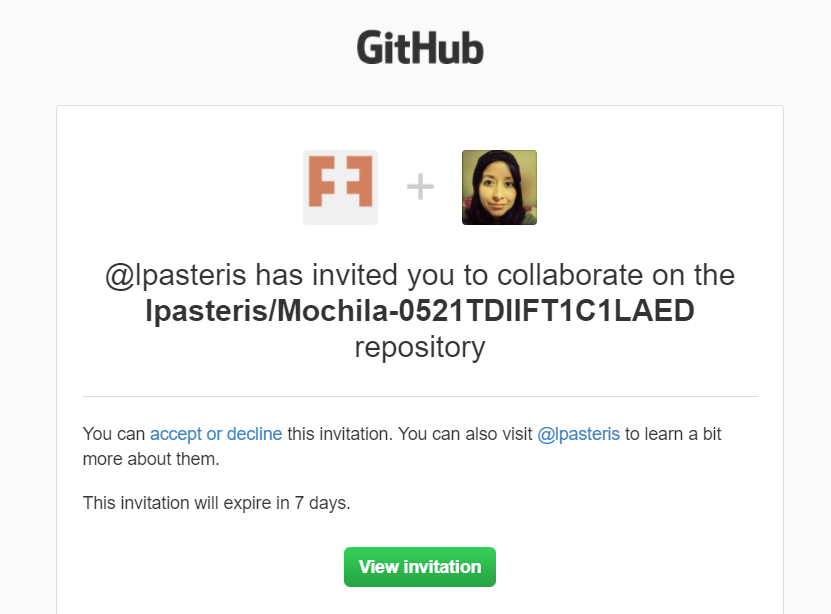 GitHub
@lpasteris has invited you to collaborate on the
lpasteris/Mochila-0521TDIIFT1C1LAED
repository
You can accept or decline this invitation. You can also visit @lpasteris to learn a bit
more about them.
This invitation will expire in 7 days.
View invitation